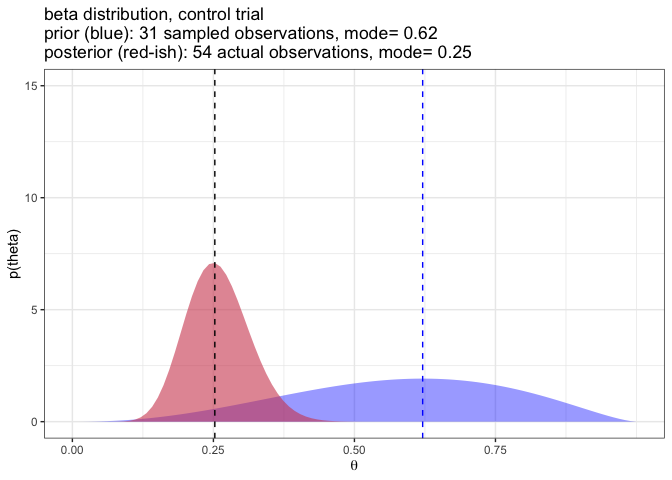 beta distribution, control trial
prior (blue): 31 sampled observations, mode= 0.62
posterior (red-ish): 54 actual observations, mode= 0.25
15
10
5
0
p(theta)
0.00 0.25 0.50 0.75
θ